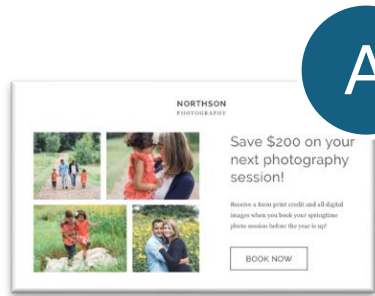 A
NORTHSON
PHOTOGRAPHY
Save $200 on your
next photography
session!
Receive a $100 print credit and all digital
images when you book your springtime
photo session before the year is up!
BOOK NOW